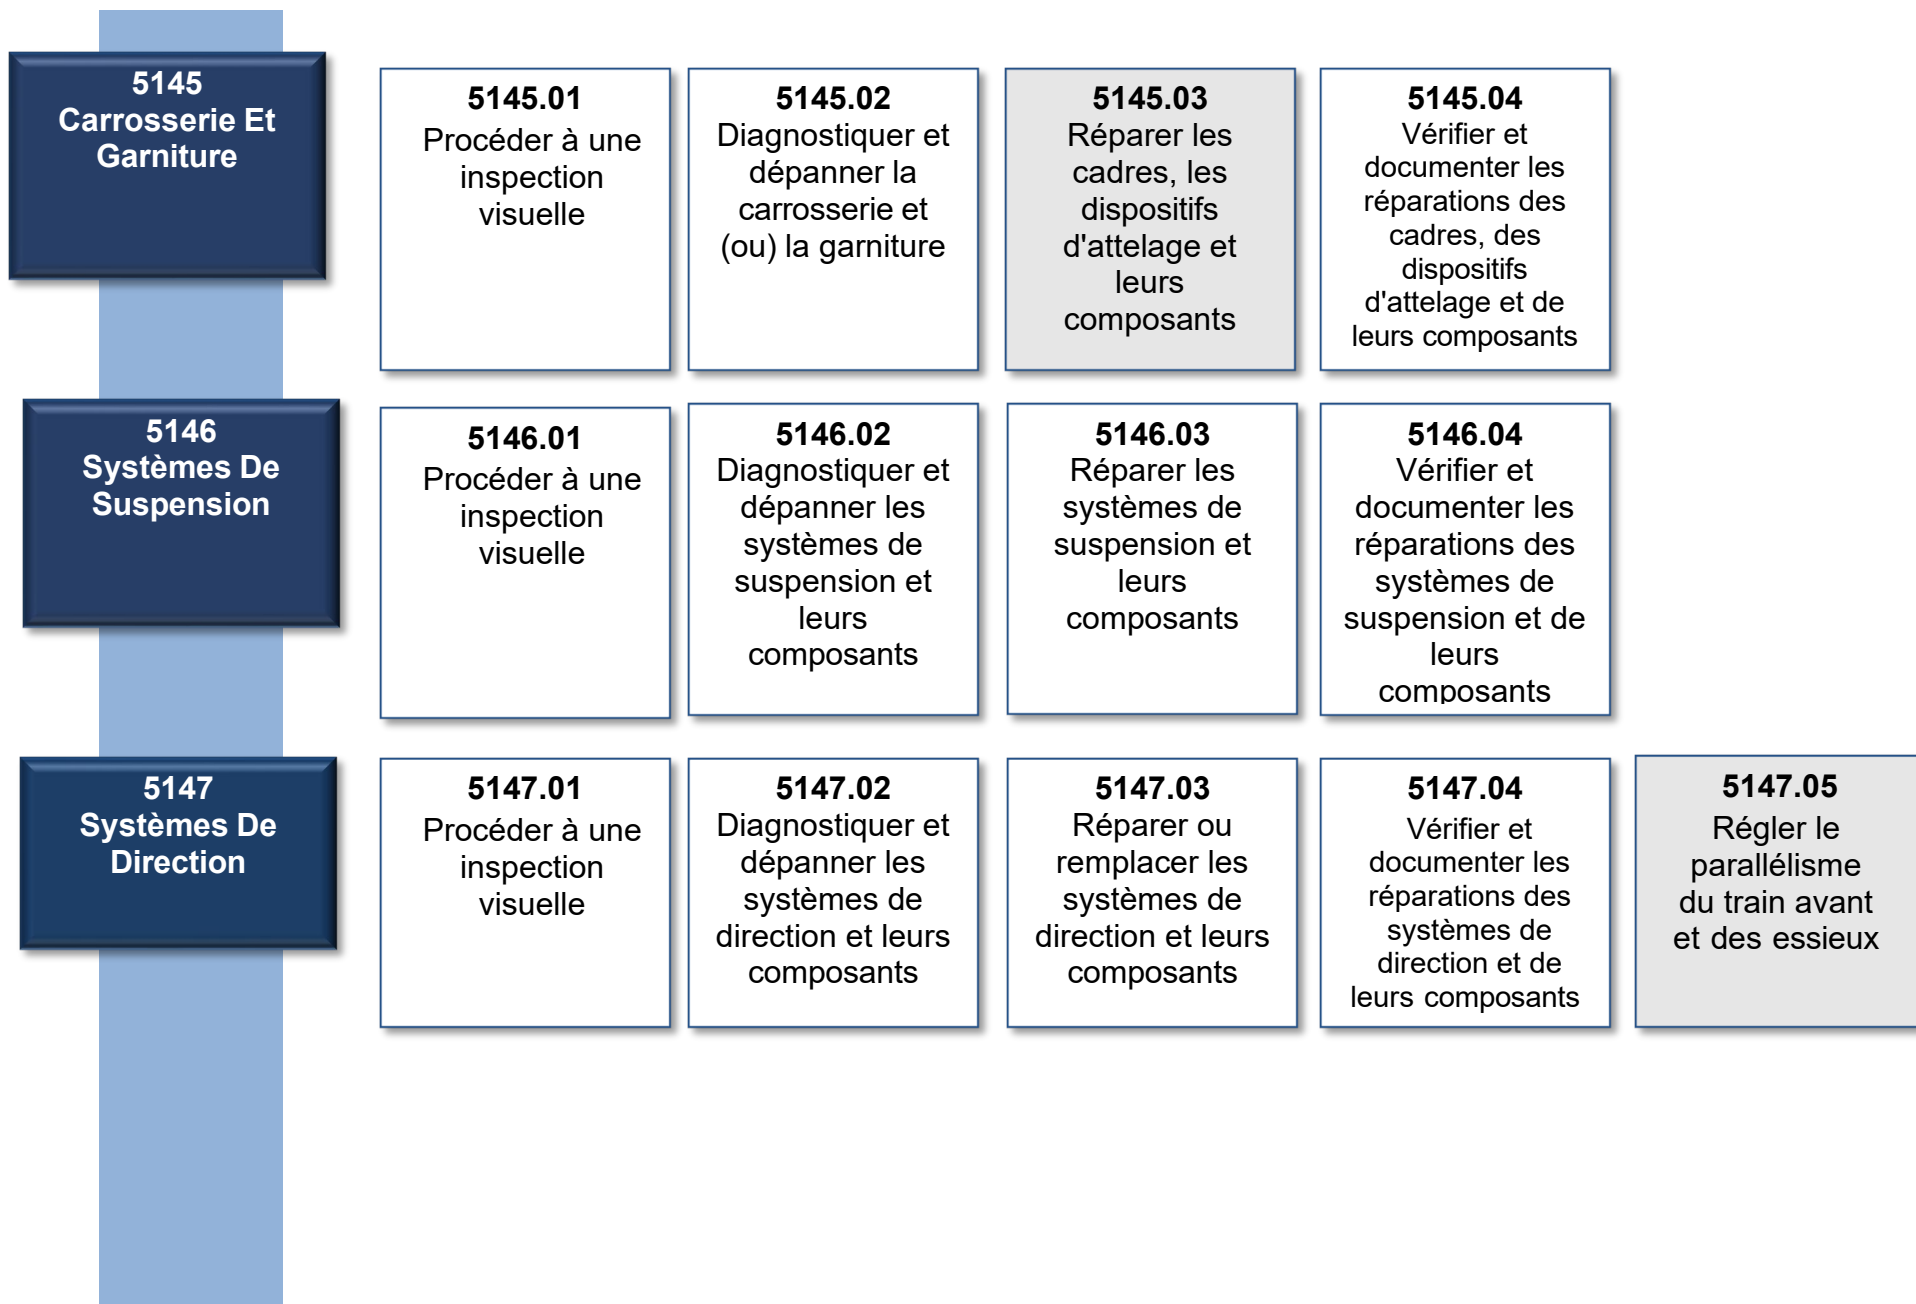 5145
Carrosserie Et
Garniture
5145.01
Procéder à une
inspection
visuelle
5145.02
Diagnostiquer et
dépanner la
carrosserie et
(ou) la garniture
5145.03
Réparer les
cadres, les
dispositifs
d'attelage et
leurs
composants
5145.04
Vérifier et
documenter les
réparations des
cadres, des
dispositifs
d'attelage et de
leurs composants
5146
Systèmes De
Suspension
5146.01
Procéder à une
inspection
visuelle
5146.02
Diagnostiquer et
dépanner les
systèmes de
suspension et
leurs
composants
5146.03
Réparer les
systèmes de
suspension et
leurs
composants
5146.04
Vérifier et
documenter les
réparations des
systèmes de
suspension et de
leurs
composants
5147
Systèmes De
Direction
5147.01
Procéder à une
inspection
visuelle
5147.02
Diagnostiquer et
dépanner les
systèmes de
direction et leurs
composants
5147.03
Réparer ou
remplacer les
systèmes de
direction et leurs
composants
5147.04
Vérifier et
documenter les
réparations des
systèmes de
direction et de
leurs composants
5147.05
Régler le
parallélisme
du train avant
et des essieux